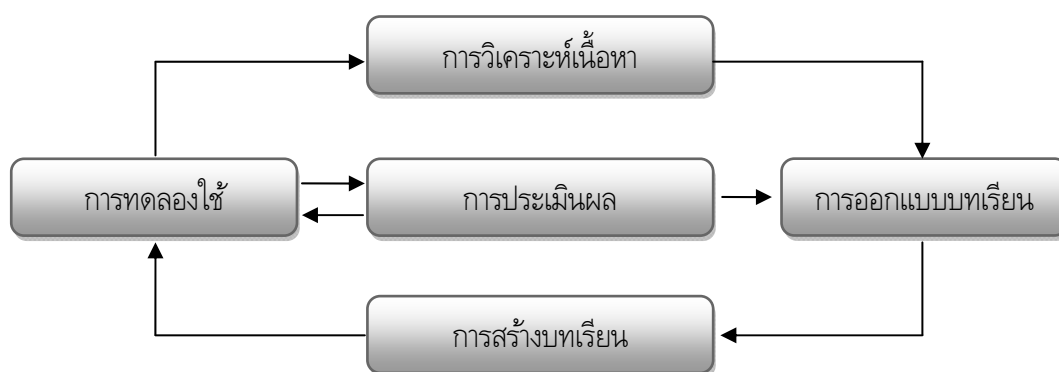 การวิเคราะห์เนื้อหา
การทดลองใช้
การประเมินผล
การออกแบบบทเรียน
การสร้างบทเรียน